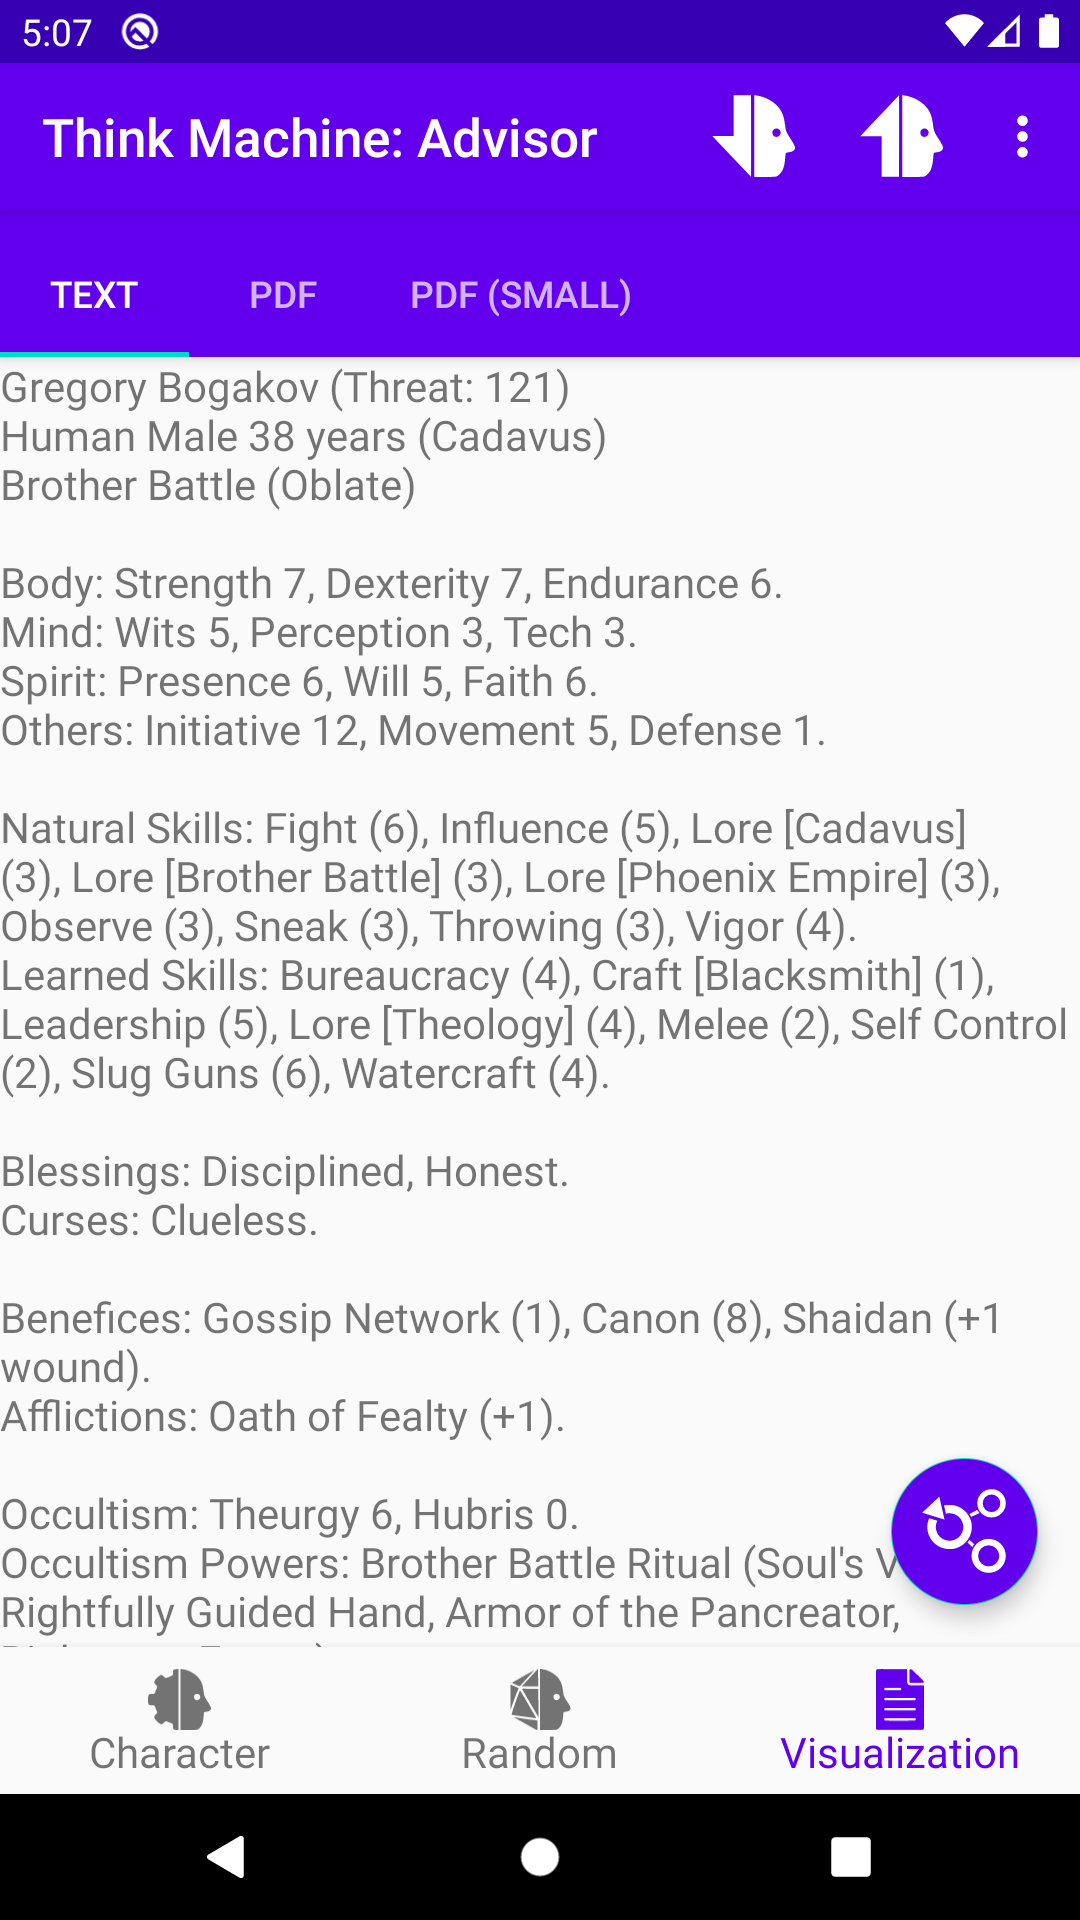 5:07
Think Machine: Advisor
TEXT PDF PDF (SMALL)
Gregory Bogakov (Threat: 121)
Human Male 38 years (Cadavus)
Brother Battle (Oblate)
Body: Strength 7, Dexterity 7, Endurance 6.
Mind: Wits 5, Perception 3, Tech 3.
Spirit: Presence 6, Will 5, Faith 6.
Others: Initiative 12, Movement 5, Defense 1.
Natural Skills: Fight (6), Influence (5), Lore [Cadavus]
(3), Lore [Brother Battle] (3), Lore [Phoenix Empire] (3),
Observe (3), Sneak (3), Throwing (3), Vigor (4).
Learned Skills: Bureaucracy (4), Craft [Blacksmith] (1),
Leadership (5), Lore [Theology] (4), Melee (2), Self Control
(2), Slug Guns (6), Watercraft (4).
Blessings: Disciplined, Honest.
Curses: Clueless.
Benefices: Gossip Network (1), Canon (8), Shaidan (+1
wound).
Afflictions: Oath of Fealty (+1).
Occultism: Theurgy 6, Hubris 0.
Occultism Powers: Brother Battle Ritual (Soul's
Rightfully Guided Hand, Armor of the Pancreator,
Character Random Visualization